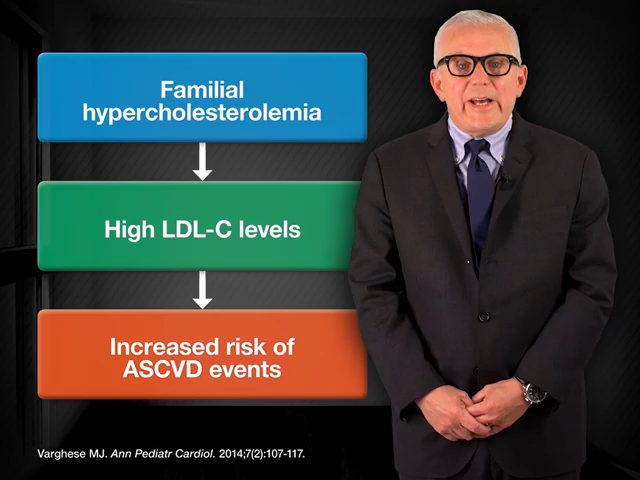 Familial
hypercholesterolemia
High LDL-C levels
Increased risk of
ASCVD events
Varghese MJ. Ann Pediatr Cardiol. 2014;7(2):107-117.